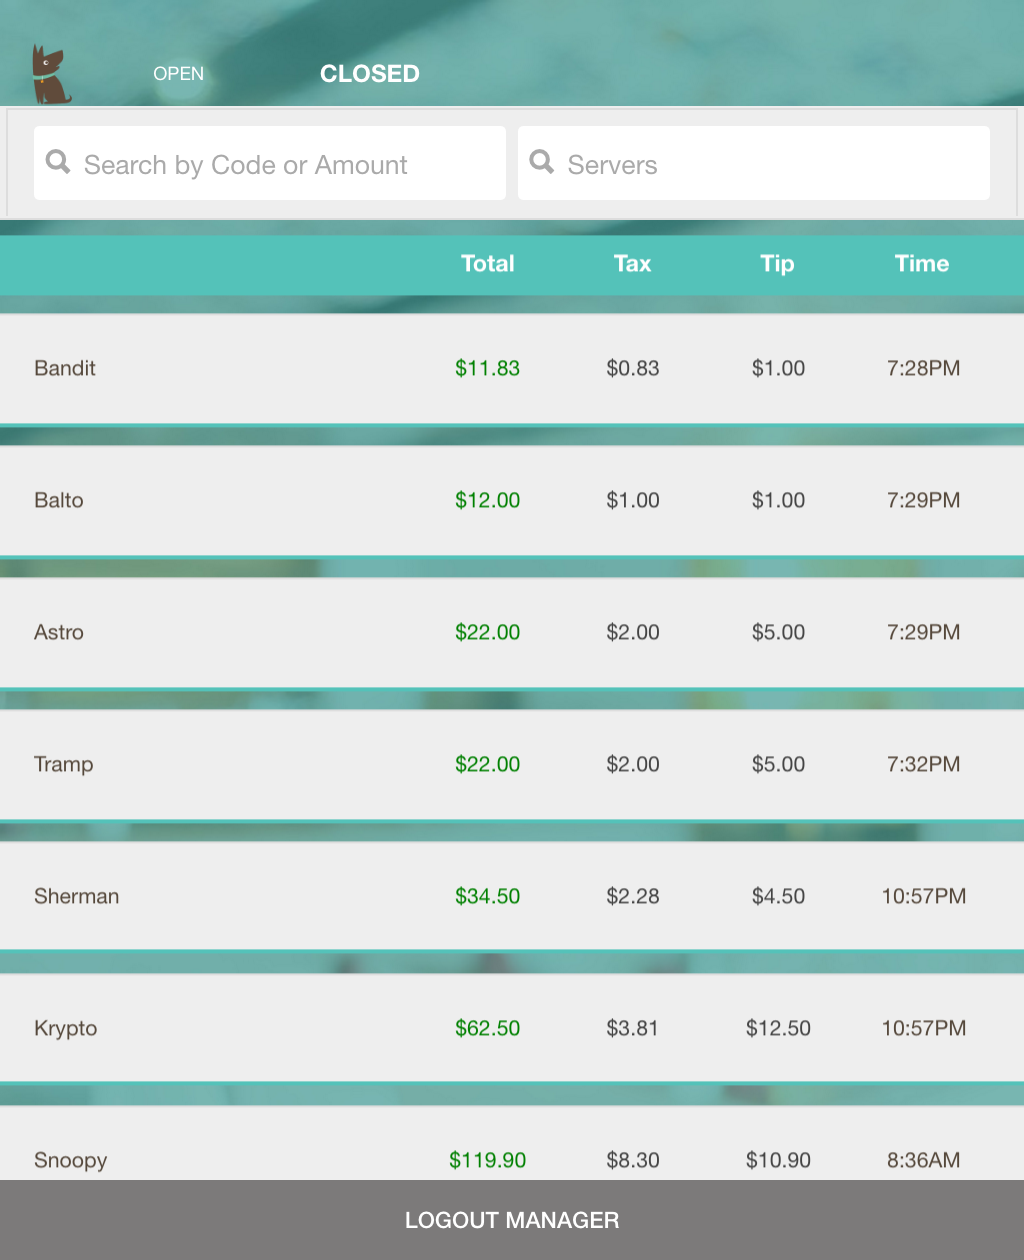 OPEN CLOSED
Search by Code or Amount Servers
Total Tax Tip Time
Bandit $11.83 $0.83 $1.00 7:28PM
Balto $12.00 $1.00 $1.00 7:29PM
Astro $22.00 $2.00 $5.00 7:29PM
Tramp $22.00 $2.00 $5.00 7:32PM
Sherman $34.50 $2.28 $4.50 10:57PM
Krypto $62.50 $3.81 $12.50 10:57PM
Snoopy $119.90 $8.30 $10.90 8:36AM
LOGOUT MANAGER